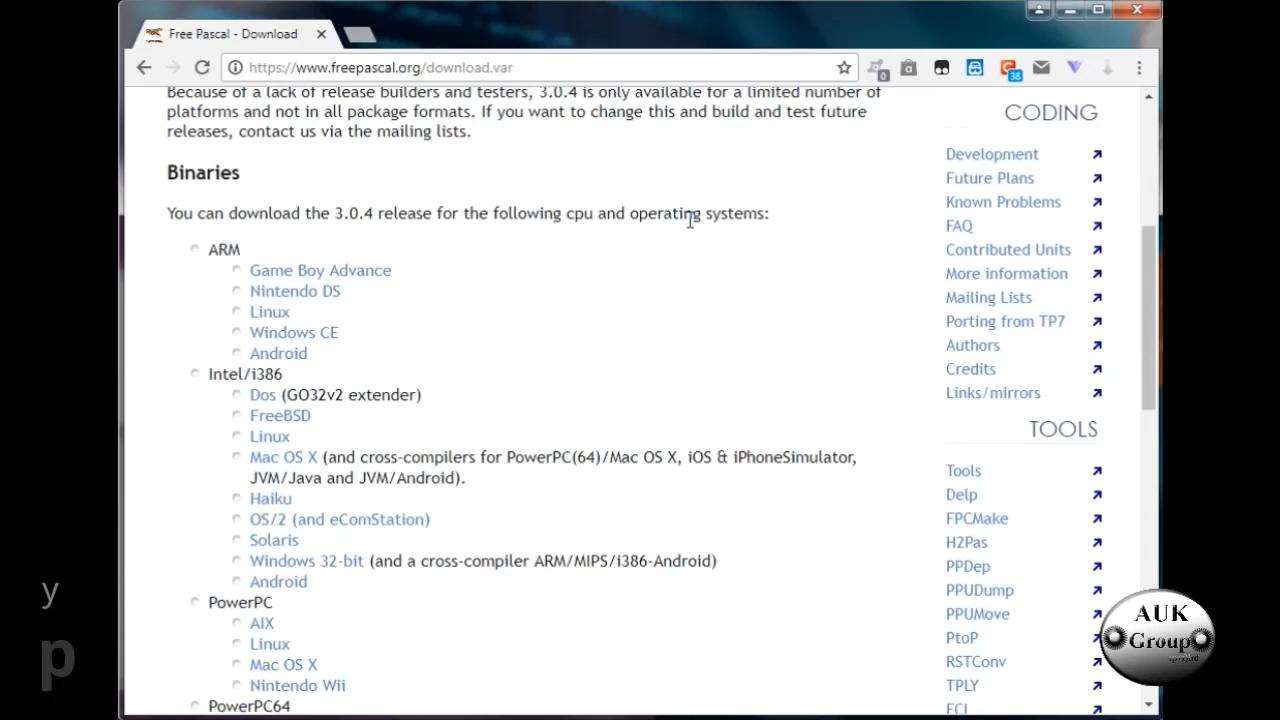 Free Pascal - Download
https://www.freepascal.org/download.var
0
38
Because of a lack of release builders and testers, 3.0.4 is only available for a limited number of
platforms and not in all package formats. If you want to change this and build and test future
releases, contact us via the mailing lists.
Binaries
You can download the 3.0.4 release for the following cpu and operating systems:
ARM
Game Boy Advance
Nintendo DS
Linux
Windows CE
Android
Intel/i386
Dos (GO32v2 extender)
FreeBSD
Linux
Mac OS X (and cross-compilers for PowerPC(64)/Mac OS X, iOS & iPhoneSimulator,
JVM/Java and JVM/Android).
Haiku
OS/2 (and eComStation)
Solaris
Windows 32-bit (and a cross-compiler ARM/MIPS/i386-Android)
Android
PowerPC
AIX
Linux
Mac OS X
Nintendo Wii
PowerPC64
CODING
Development
Future Plans
Known Problems
FAQ
Contributed Units
More information
Mailing Lists
Porting from TP7
Authors
Credits
Links/mirrors
TOOLS
Tools
Delp
FPCMake
H2Pas
PPDep
PPUDump
PPUMove
PtoP
RSTConv
TPLY
FCL
y
p
AUK
Group